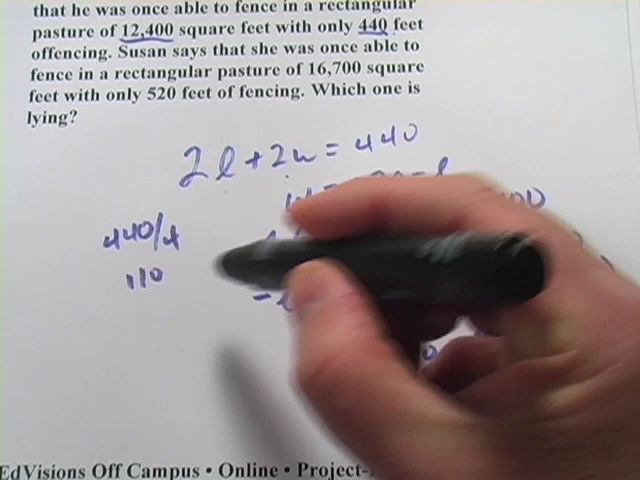 that he was once able to fence in a rectangular
pasture of 12,400 square feet with only 440 feet
offencing. Susan says that she was once able to
fence in a rectangular pasture of 16,700 square
feet with only 520 feet of fencing. Which one is
lying?
2l+2w=440
440/4
110
EdVisions Off Campus • Online • Project-